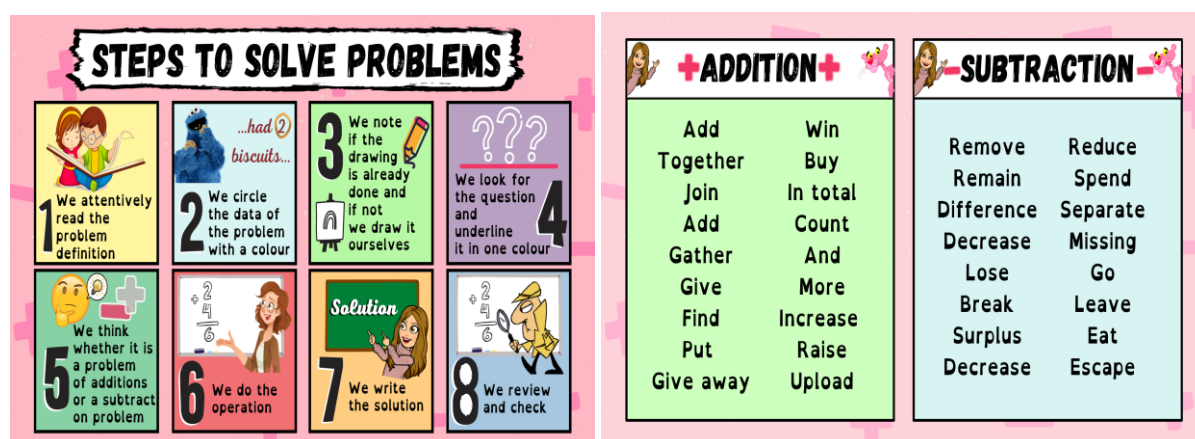 STEPS TO SOLVE PROBLEMS
1
We attentively
read the
problem
definition
...had 2
biscuits...
2
We circle
the data of
the problem
with a colour
3
We note
if the
drawing
is already
done and
if not
we draw it
ourselves
???
We look for
the question
and
underline
it in one colour
4
5
We think
whether it is
a problem
of additions
or a subtract
on problem
+ 2
4
6
6
We do the
operation
Solution
7
We write
the solution
+ 2
4
6
8
We review
and check
+ADDITION+
Add
Together
Join
Add
Gather
Give
Find
Put
Give away
Win
Buy
In total
Count
And
More
Increase
Raise
Upload
-SUBTRACTION-
Remove
Remain
Difference
Decrease
Lose
Break
Surplus
Decrease
Reduce
Spend
Separate
Missing
Go
Leave
Eat
Escape